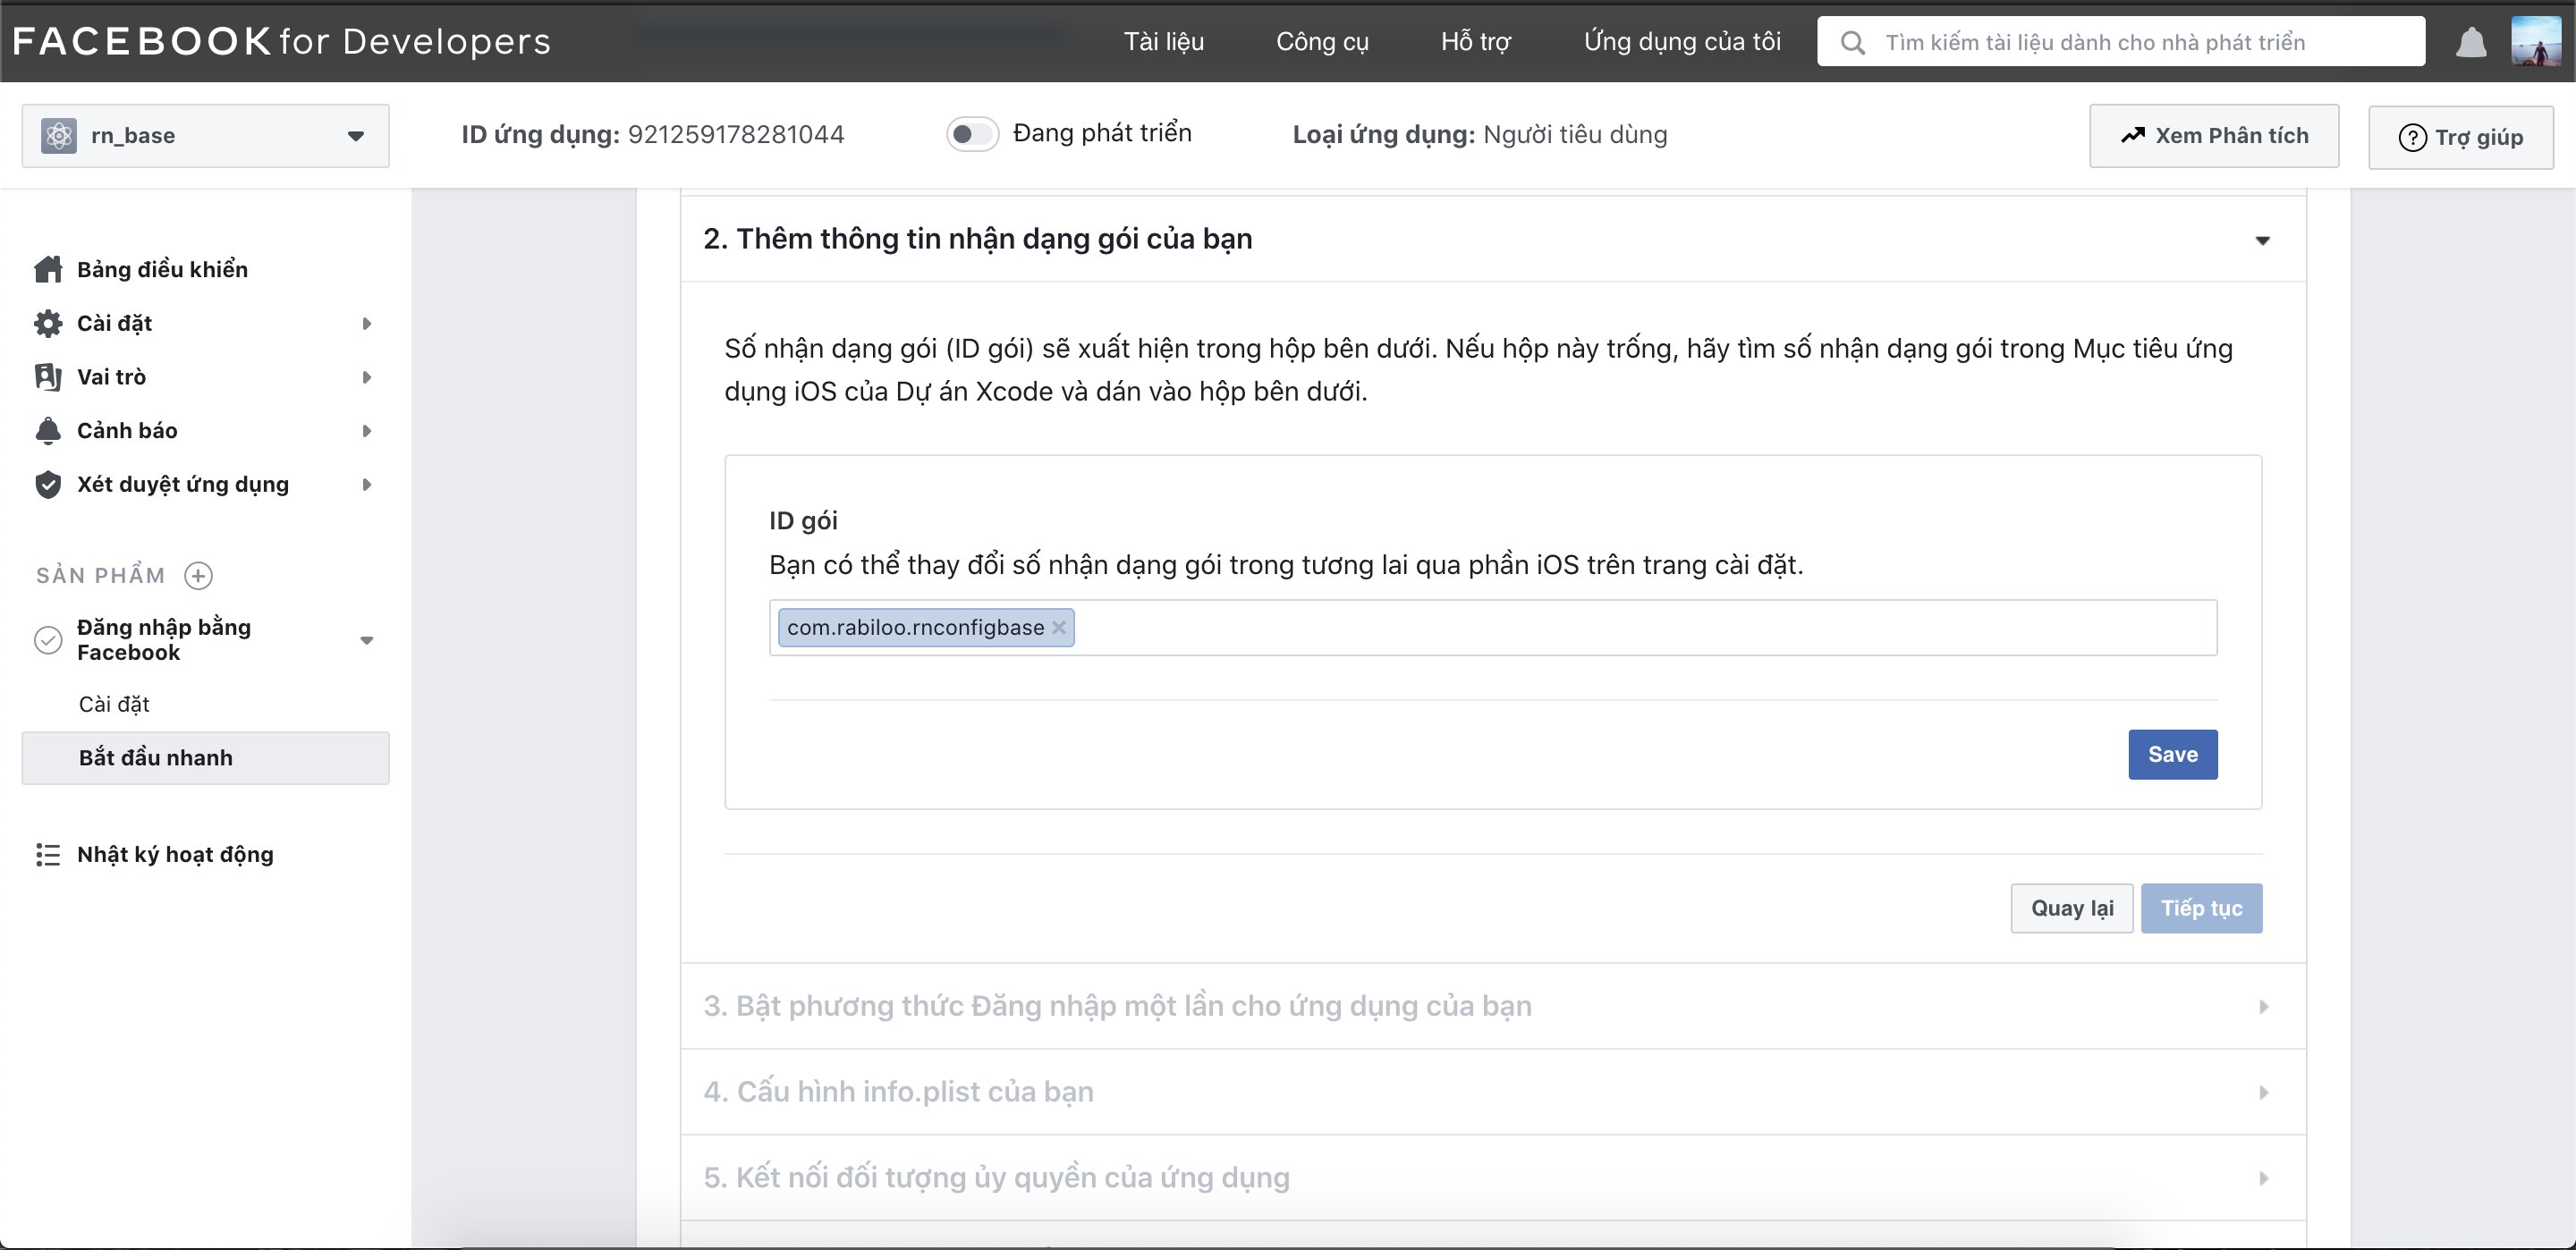 FACEBOOK for Developers
Tài liệu
Công cụ
Hỗ trợ
Ứng dụng của tôi
Tìm kiếm tài liệu dành cho nhà phát triển
rn_base
ID ứng dụng: 921259178281044
Đang phát triển
Loại ứng dụng: Người tiêu dùng
Xem Phân tích
Trợ giúp
Bảng điều khiển
Cài đặt
Vai trò
Cảnh báo
Xét duyệt ứng dụng
SẢN PHẨM
Đăng nhập bằng
Facebook
Cài đặt
Bắt đầu nhanh
Nhật ký hoạt động
2. Thêm thông tin nhận dạng gói của bạn
Số nhận dạng gói (ID gói) sẽ xuất hiện trong hộp bên dưới. Nếu hộp này trống, hãy tìm số nhận dạng gói trong Mục tiêu ứng
dụng iOS của Dự án Xcode và dán vào hộp bên dưới.
ID gói
Bạn có thể thay đổi số nhận dạng gói trong tương lai qua phần iOS trên trang cài đặt.
com.rabiloo.rnconfigbase
Save
Quay lại
Tiếp tục
3. Bật phương thức Đăng nhập một lần cho ứng dụng của bạn
4. Cấu hình info.plist của bạn
5. Kết nối đối tượng ủy quyền của ứng dụng